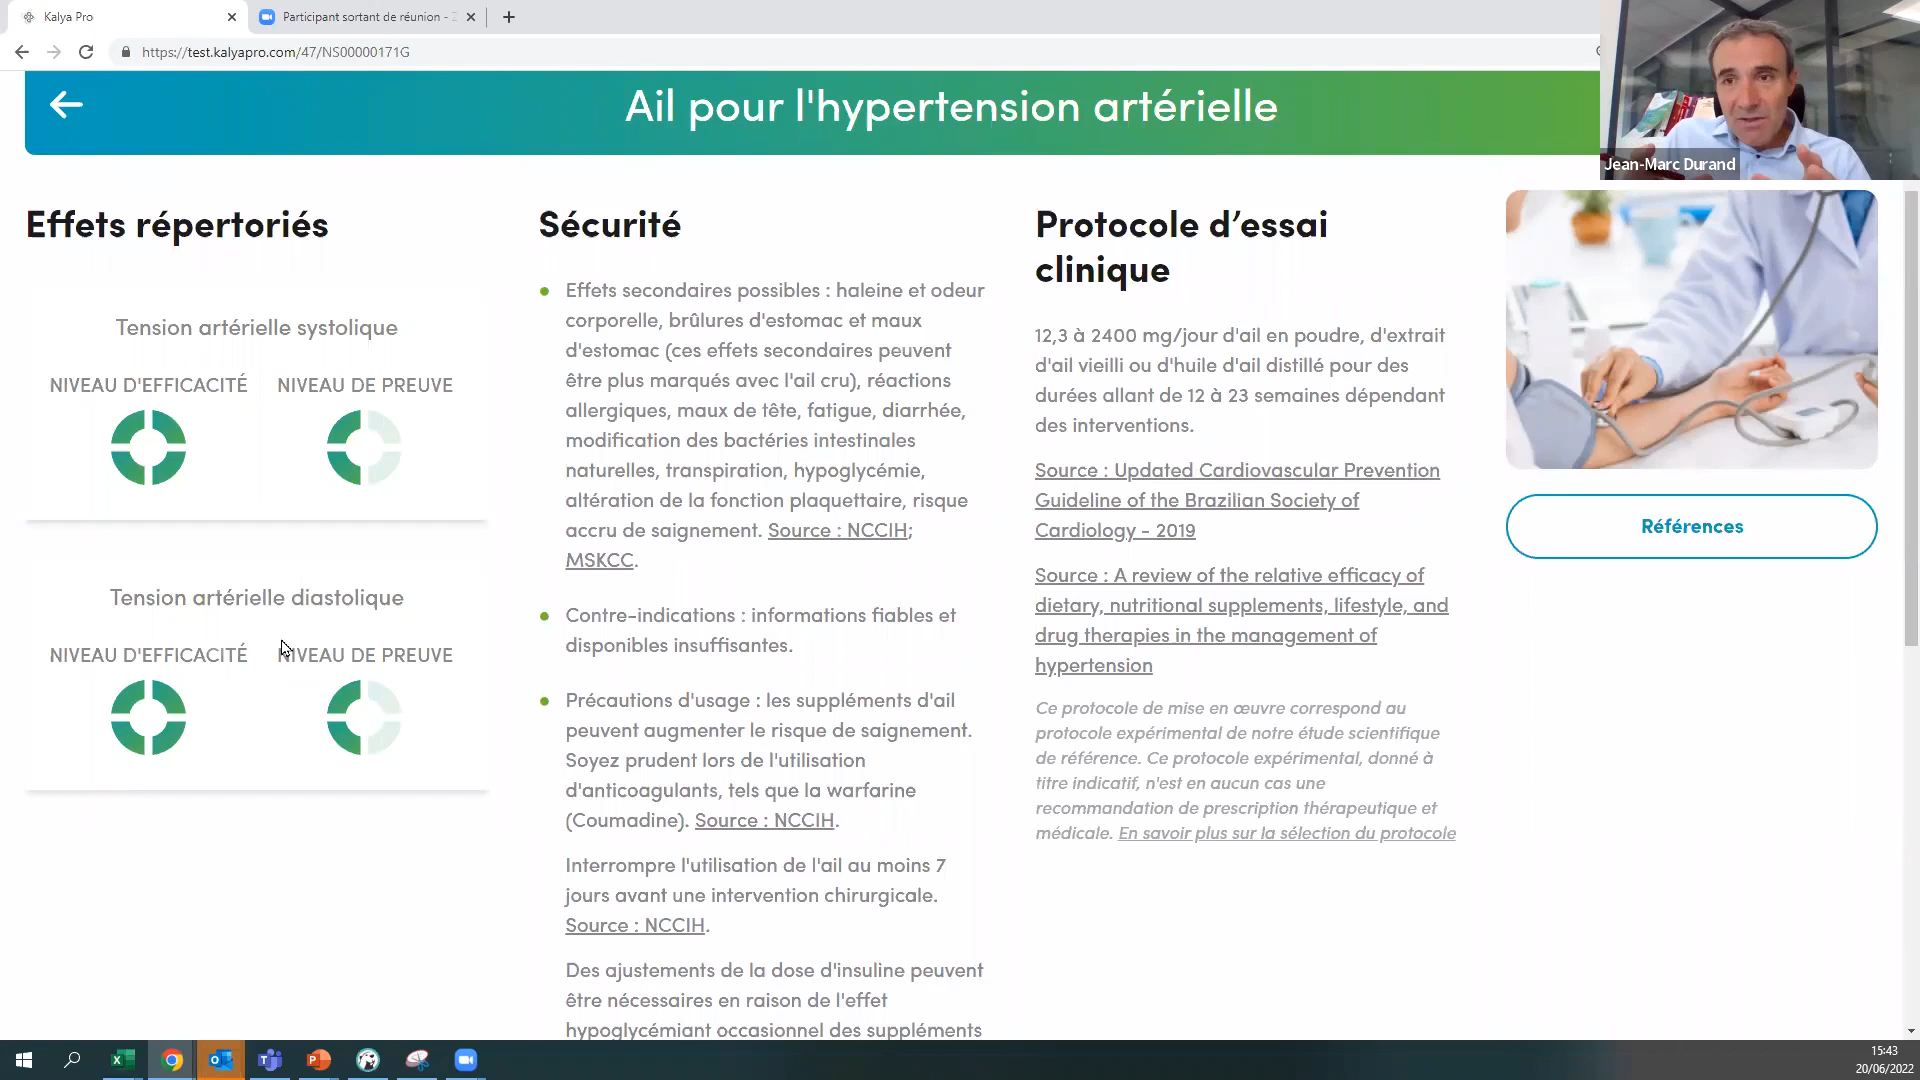 Kalya Pro
Participant sortant de réunion -
https://test.kalyapro.com/47/NS00000171G
Ail pour l'hypertension artérielle
Jean-Marc Durand
Effets répertoriés
Tension artérielle systolique
NIVEAU D'EFFICACITÉ
NIVEAU DE PREUVE
Tension artérielle diastolique
NIVEAU D'EFFICACITÉ
NIVEAU DE PREUVE
Sécurité
Effets secondaires possibles : haleine et odeur
corporelle, brûlures d'estomac et maux
d'estomac (ces effets secondaires peuvent
être plus marqués avec l'ail cru), réactions
allergiques, maux de tête, fatigue, diarrhée,
modification des bactéries intestinales
naturelles, transpiration, hypoglycémie,
altération de la fonction plaquettaire, risque
accru de saignement. Source : NCCIH;
MSKCC.
Contre-indications : informations fiables et
disponibles insuffisantes.
Précautions d'usage : les suppléments d'ail
peuvent augmenter le risque de saignement.
Soyez prudent lors de l'utilisation
d'anticoagulants, tels que la warfarine
(Coumadine). Source : NCCIH.
Interrompre l'utilisation de l'ail au moins 7
jours avant une intervention chirurgicale.
Source : NCCIH.
Des ajustements de la dose d'insuline peuvent
être nécessaires en raison de l'effet
hypoglycémiant occasionnel des suppléments
Protocole d’essai
clinique
12,3 à 2400 mg/jour d'ail en poudre, d'extrait
d'ail vieilli ou d'huile d'ail distillé pour des
durées allant de 12 à 23 semaines dépendant
des interventions.
Source : Updated Cardiovascular Prevention
Guideline of the Brazilian Society of
Cardiology - 2019
Source : A review of the relative efficacy of
dietary, nutritional supplements, lifestyle, and
drug therapies in the management of
hypertension
Ce protocole de mise en œuvre correspond au
protocole expérimental de notre étude scientifique
de référence. Ce protocole expérimental, donné à
titre indicatif, n'est en aucun cas une
recommandation de prescription thérapeutique et
médicale. En savoir plus sur la sélection du protocole
Références
15:43
20/06/2022